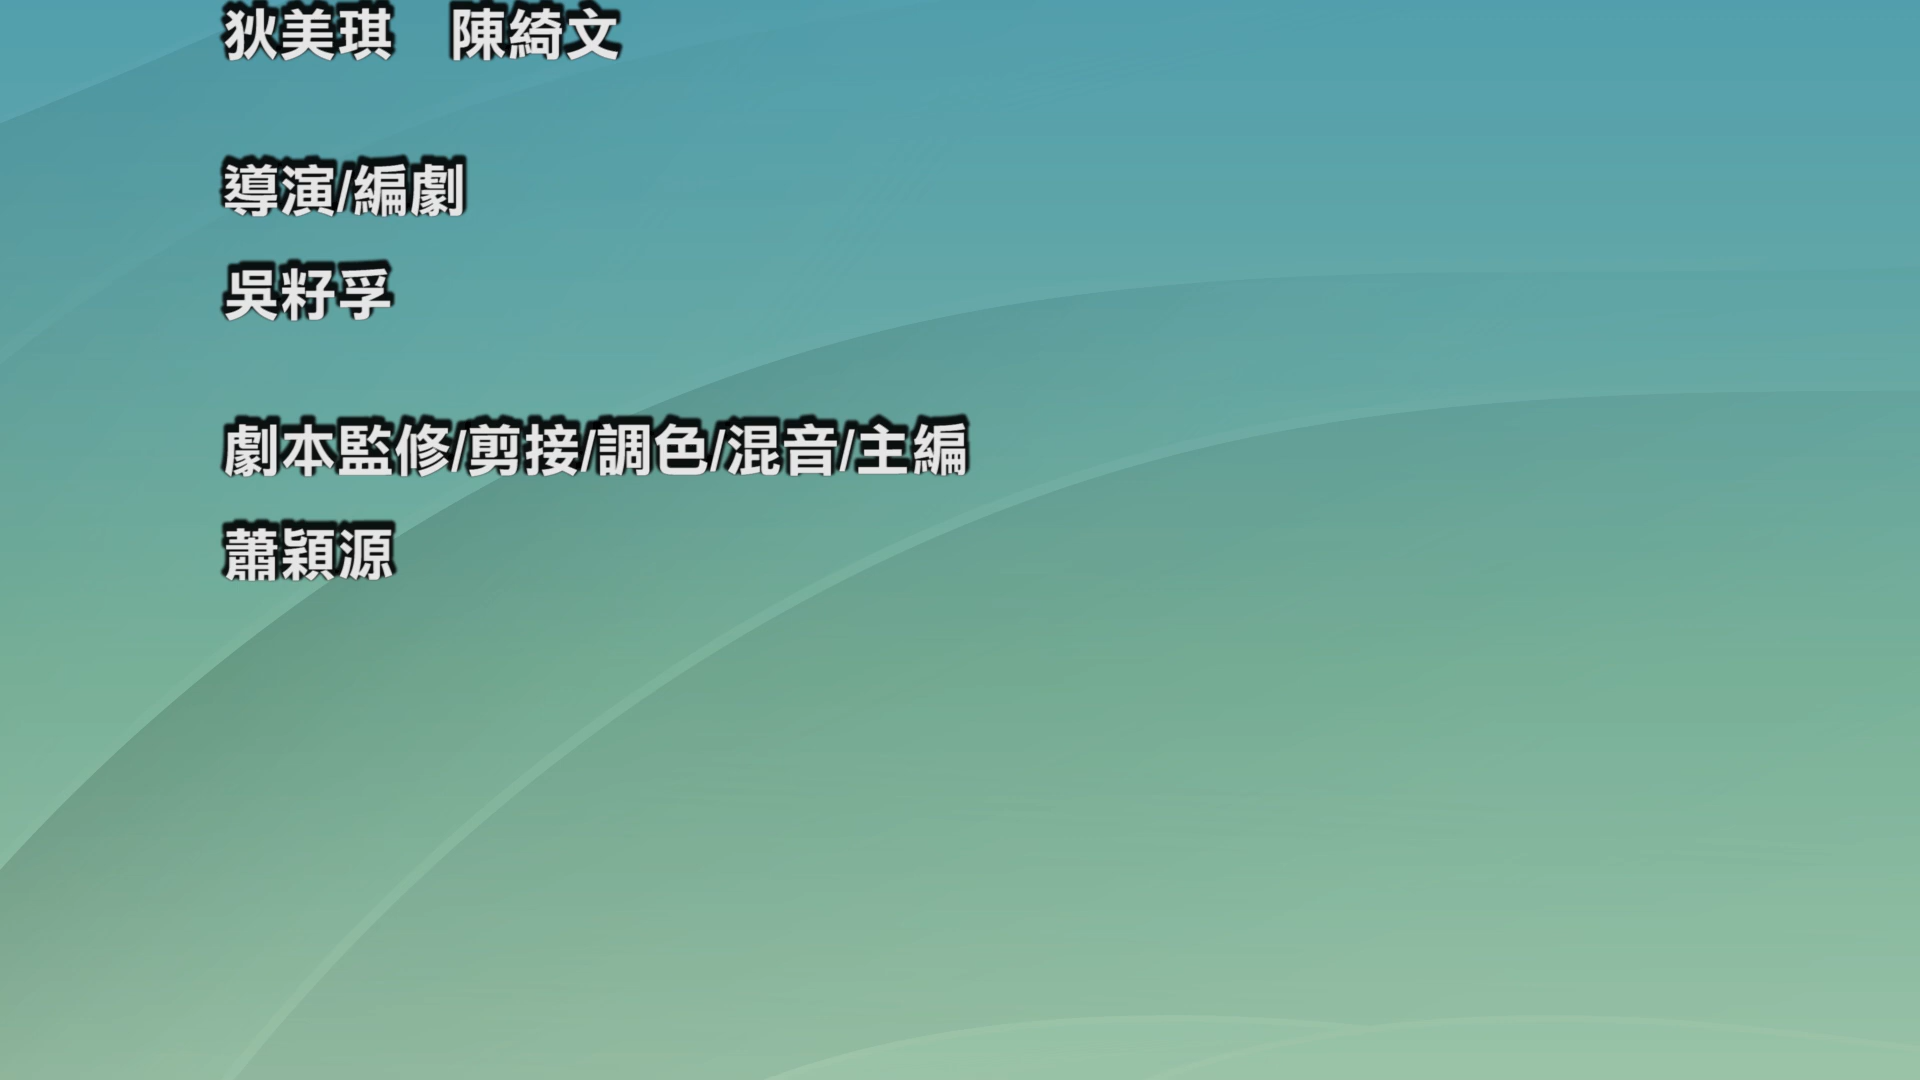 狄美琪　陳綺文
導演/編劇
吳籽孚
劇本監修/剪接/調色/混音/主編
蕭穎源